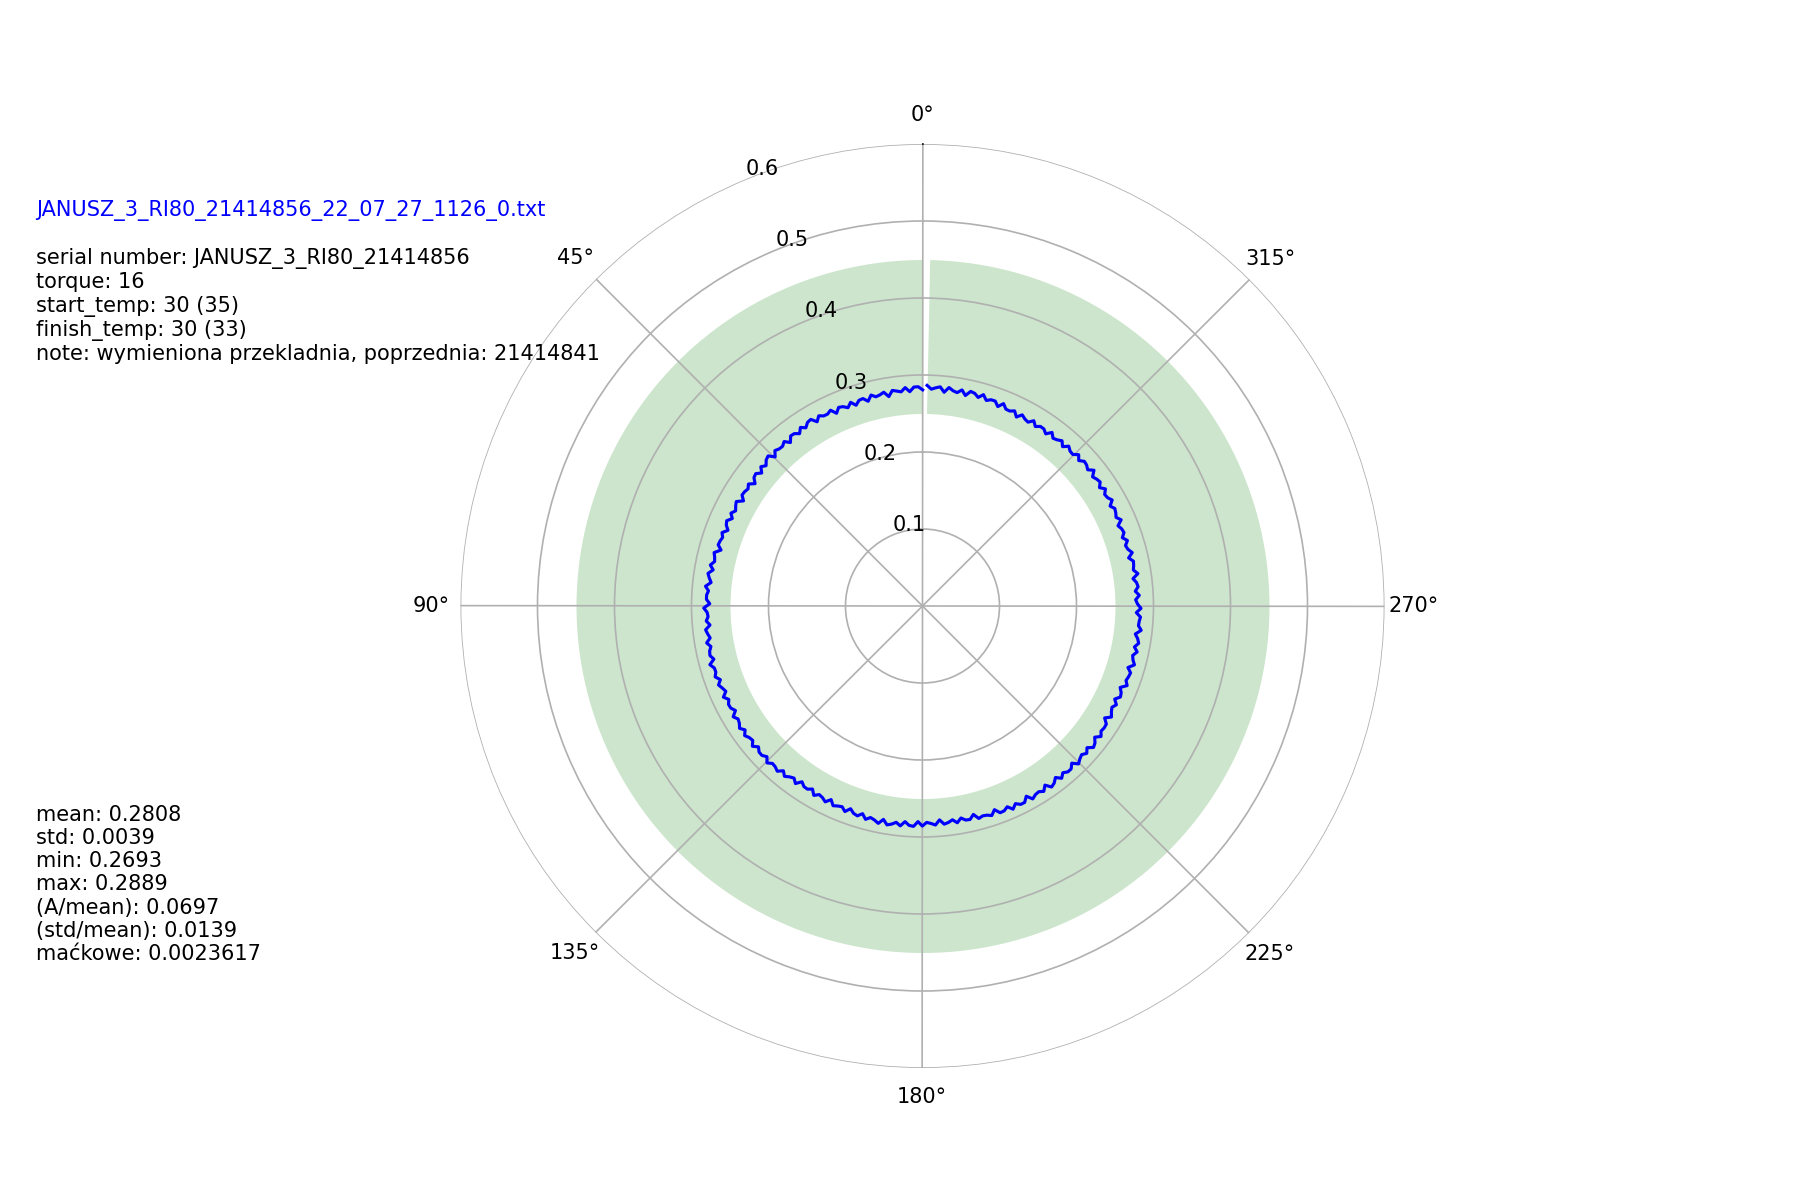 0°
0.6
JANUSZ_3_RI80_21414856_22_07_27_1126_0.txt
0.5
serial number: JANUSZ_3_RI80_21414856
45°
315°
torque: 16
start_temp: 30 (35)
0.4
finish_temp: 30 (33)
note: wymieniona przekladnia, poprzednia: 21414841
0.3
0.2
0.1
90°
270°
mean: 0.2808
std: 0.0039
min: 0.2693
max: 0.2889
(A/mean): 0.0697
(std/mean): 0.0139
maćkowe: 0.0023617
135°
225°
180°